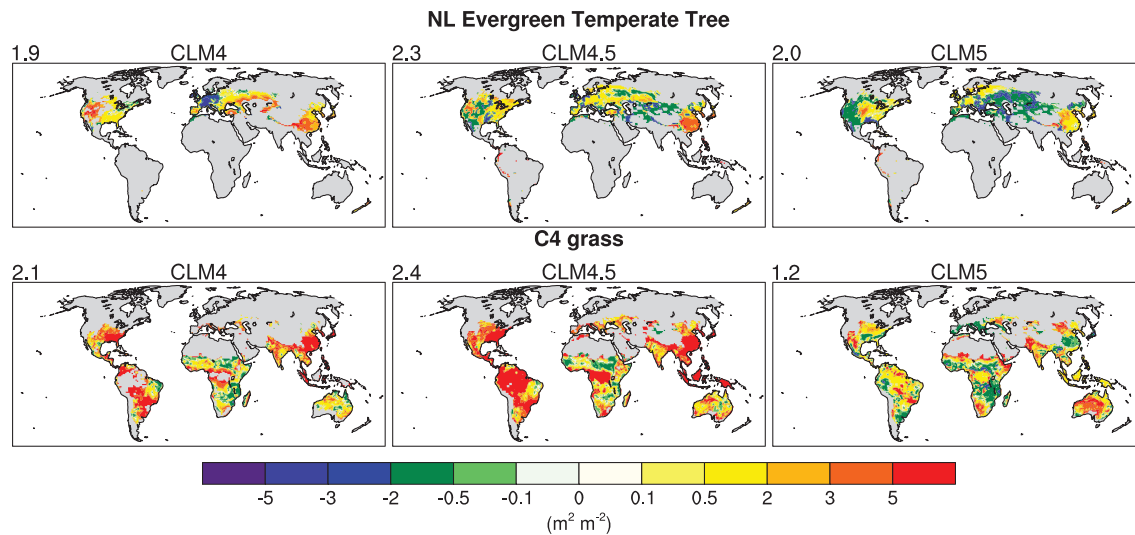 NL Evergreen Temperate Tree
1.9 CLM4 2.3 CLM4.5 2.0 CLM5
C4 grass
2.1 CLM4 2.4 CLM4.5 1.2 CLM5
-5 -3 -2 -0.5 -0.1 0 0.1 0.5 2 3 5
(m² m⁻²)